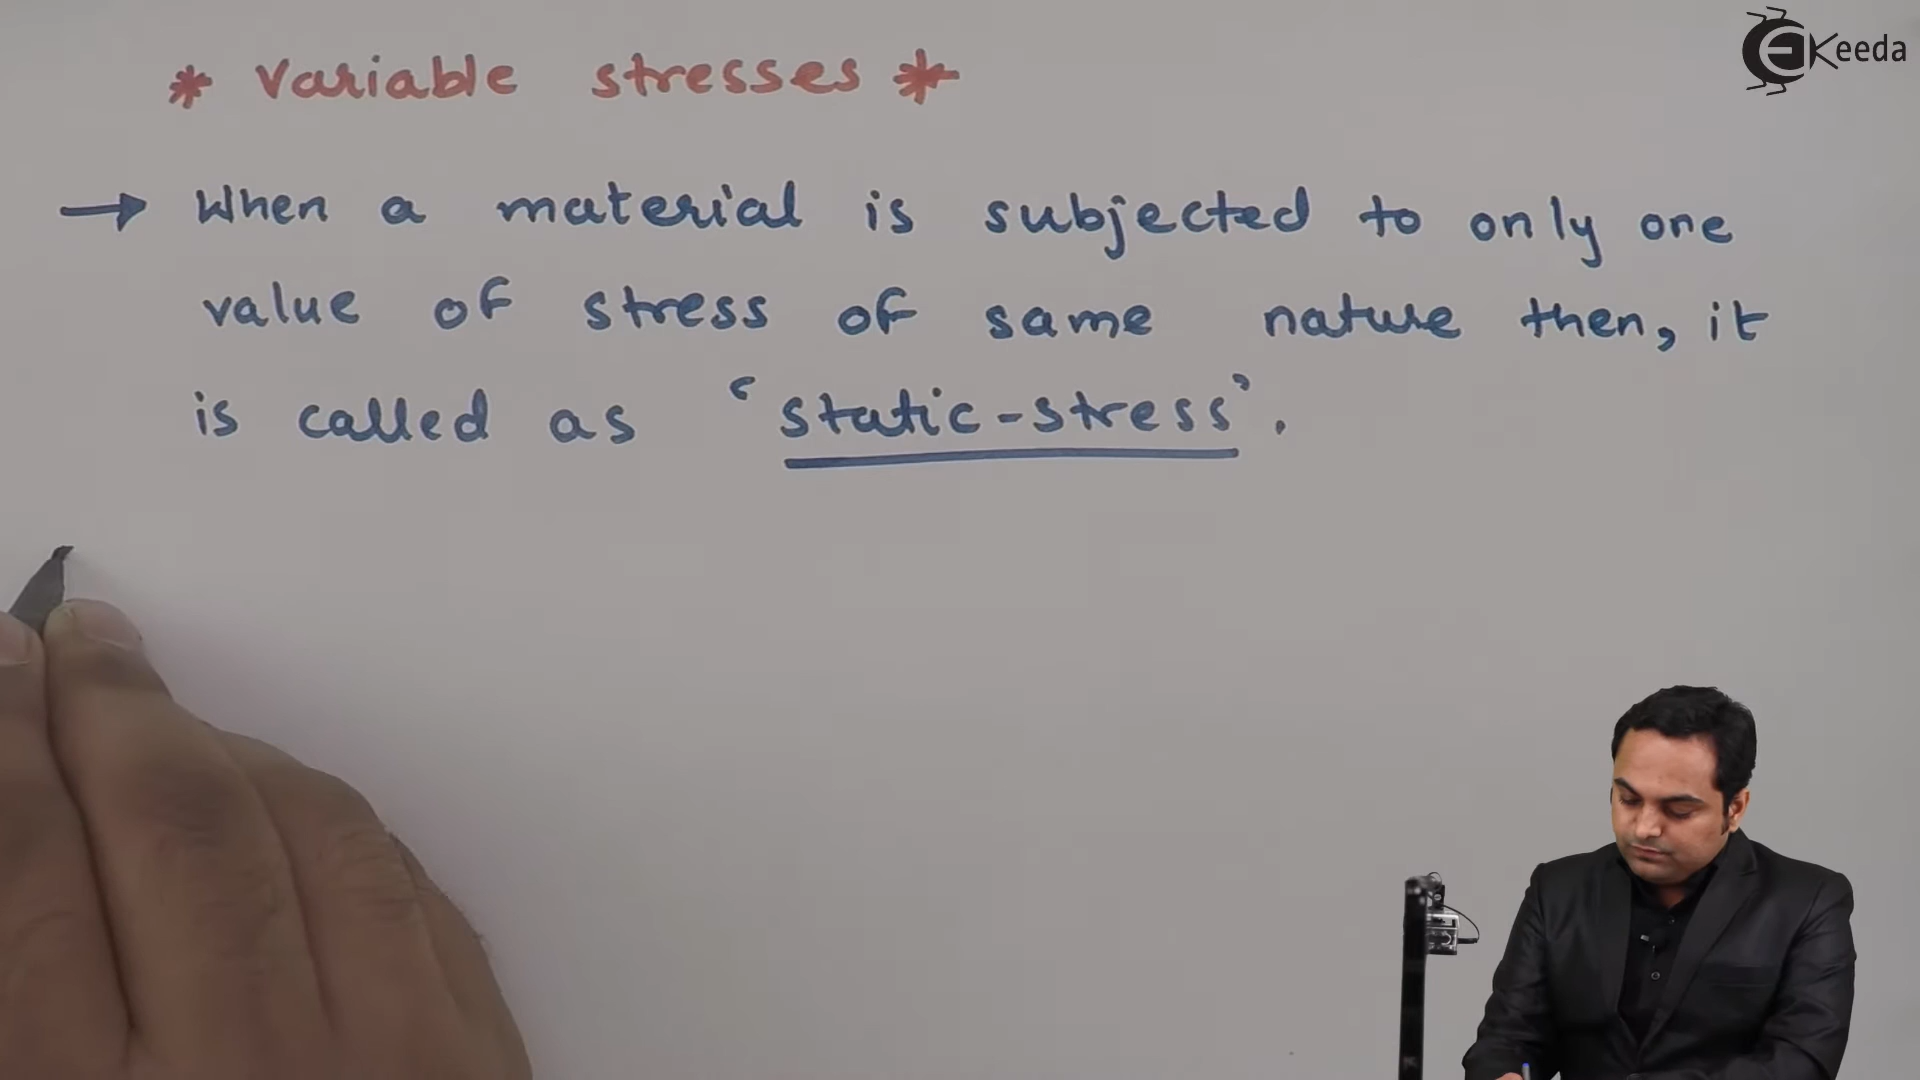 EKeeda
* Variable stresses *
→ When a material is subjected to only one
value of stress of same nature then, it
is called as ‘static-stress’.